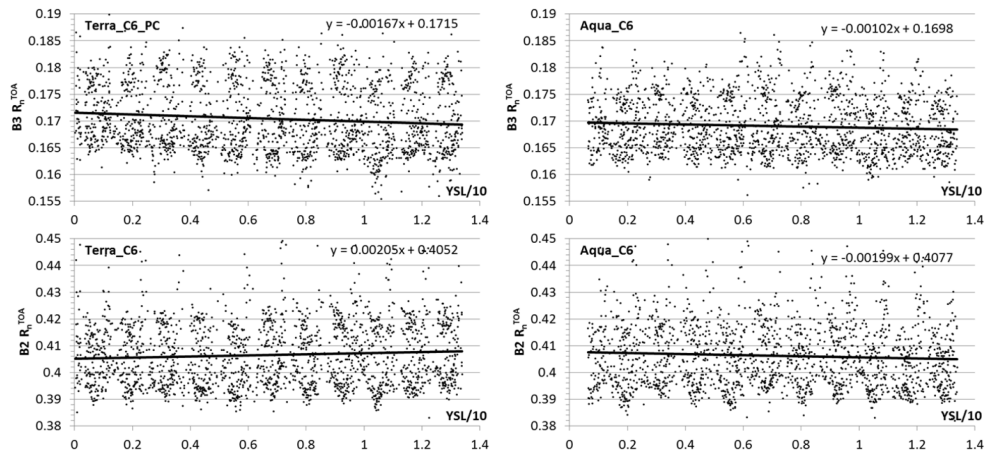 Terra_C6_PC
y = -0.00167x + 0.1715
B3 RnTOA
0.19
0.185
0.18
0.175
0.17
0.165
0.16
0.155
YSL/10
0 0.2 0.4 0.6 0.8 1 1.2 1.4
Aqua_C6
y = -0.00102x + 0.1698
B3 RnTOA
0.19
0.185
0.18
0.175
0.17
0.165
0.16
0.155
YSL/10
0 0.2 0.4 0.6 0.8 1 1.2 1.4
Terra_C6
y = 0.00205x + 0.4052
B2 RnTOA
0.45
0.44
0.43
0.42
0.41
0.4
0.39
0.38
YSL/10
0 0.2 0.4 0.6 0.8 1 1.2 1.4
Aqua_C6
y = -0.00199x + 0.4077
B2 RnTOA
0.45
0.44
0.43
0.42
0.41
0.4
0.39
0.38
YSL/10
0 0.2 0.4 0.6 0.8 1 1.2 1.4